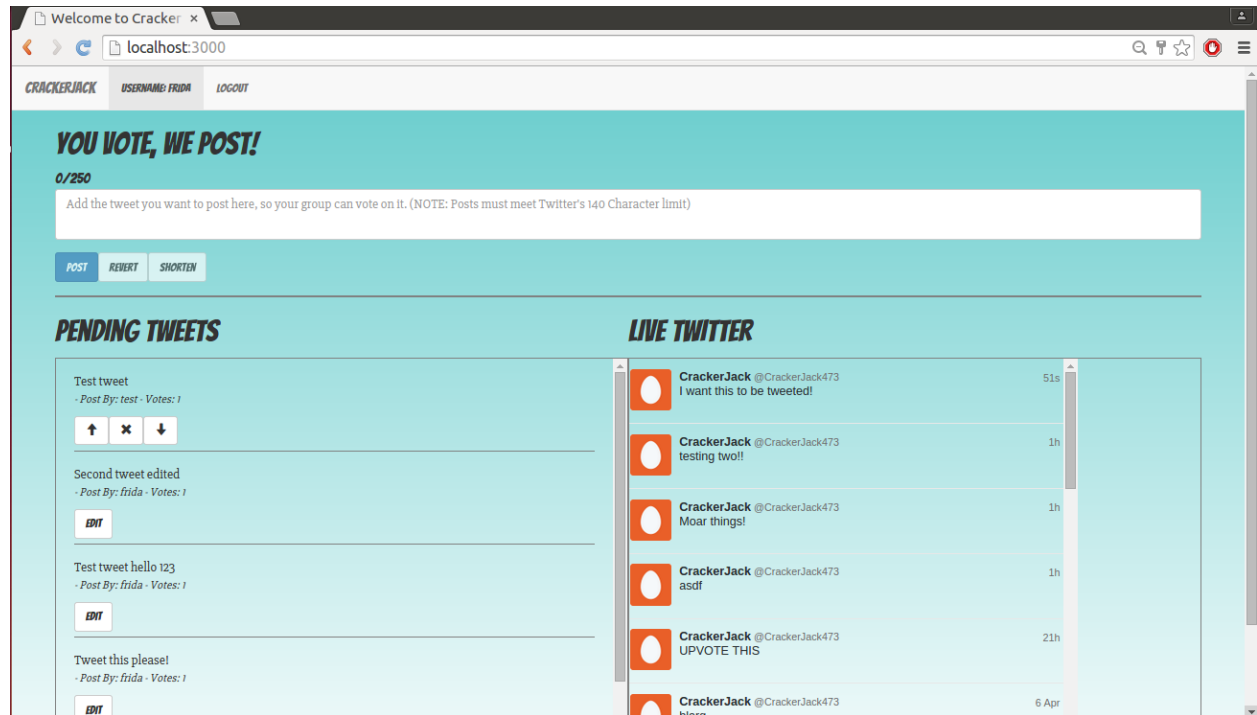 Welcome to Cracker
localhost:3000
CRACKERJACK
USERNAME: FRIDA
LOGOUT
YOU VOTE, WE POST!
0/250
Add the tweet you want to post here, so your group can vote on it. (NOTE: Posts must meet Twitter's 140 Character limit)
POST
REVERT
SHORTEN
PENDING TWEETS
Test tweet
- Post By: test - Votes: 1
Second tweet edited
- Post By: frida - Votes: 1
EDIT
Test tweet hello 123
- Post By: frida - Votes: 1
EDIT
Tweet this please!
- Post By: frida - Votes: 1
EDIT
LIVE TWITTER
CrackerJack @CrackerJack473 51s
I want this to be tweeted!
CrackerJack @CrackerJack473 1h
testing two!!
CrackerJack @CrackerJack473 1h
Moar things!
CrackerJack @CrackerJack473 1h
asdf
CrackerJack @CrackerJack473 21h
UPVOTE THIS
CrackerJack @CrackerJack473 6 Apr